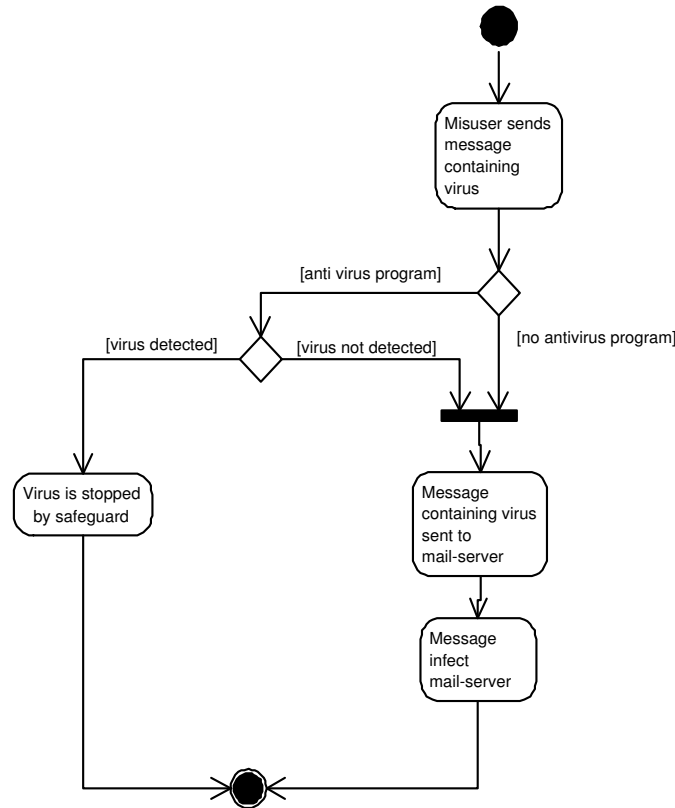 Misuser sends
message
containing
virus
[anti virus program]
[no antivirus program]
[virus detected]
[virus not detected]
Virus is stopped
by safeguard
Message
containing virus
sent to
mail-server
Message
infect
mail-server